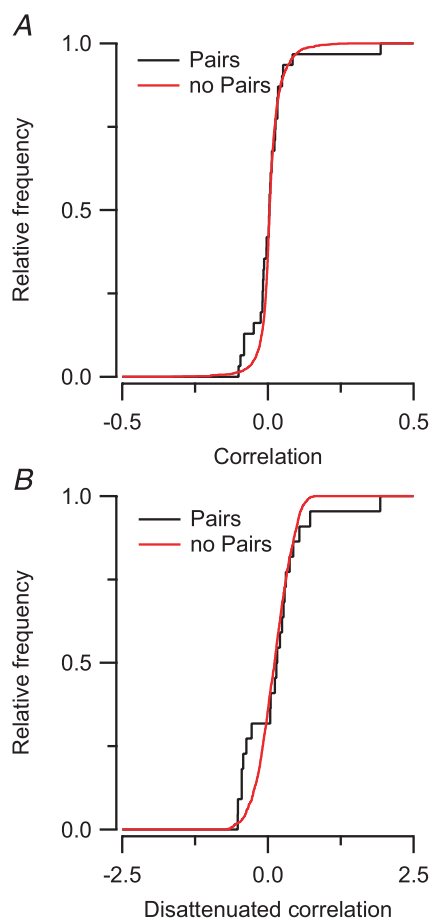 A
1.0
Pairs
no Pairs
Relative frequency
0.5
0.0
-0.5
0.0
0.5
Correlation
B
1.0
Pairs
no Pairs
Relative frequency
0.5
0.0
-2.5
0.0
2.5
Disattenuated correlation